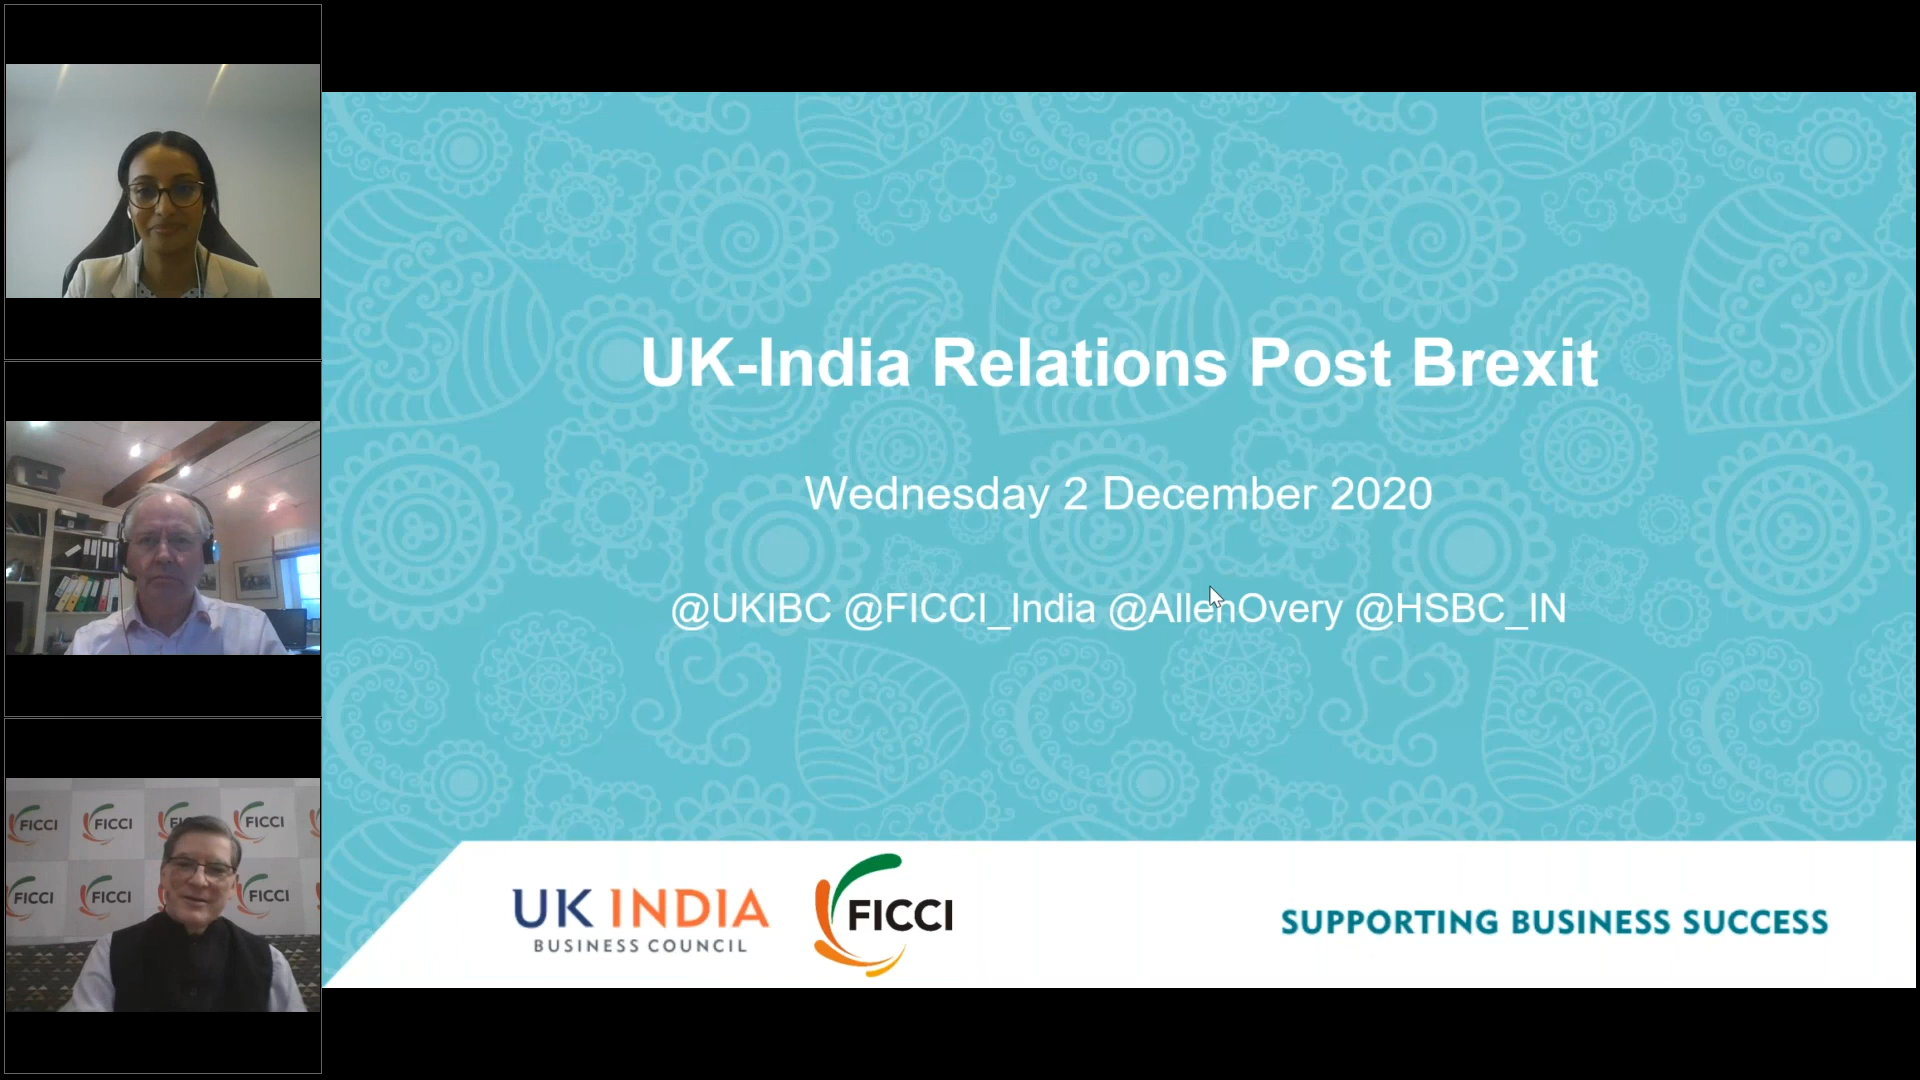 UK-India Relations Post Brexit
Wednesday 2 December 2020
@UKIBC @FICCI_India @AllenOvery @HSBC_IN
UK INDIA
BUSINESS COUNCIL
FICCI
SUPPORTING BUSINESS SUCCESS
FICCI FICCI FICCI FICCI
FICCI FICCI FICCI